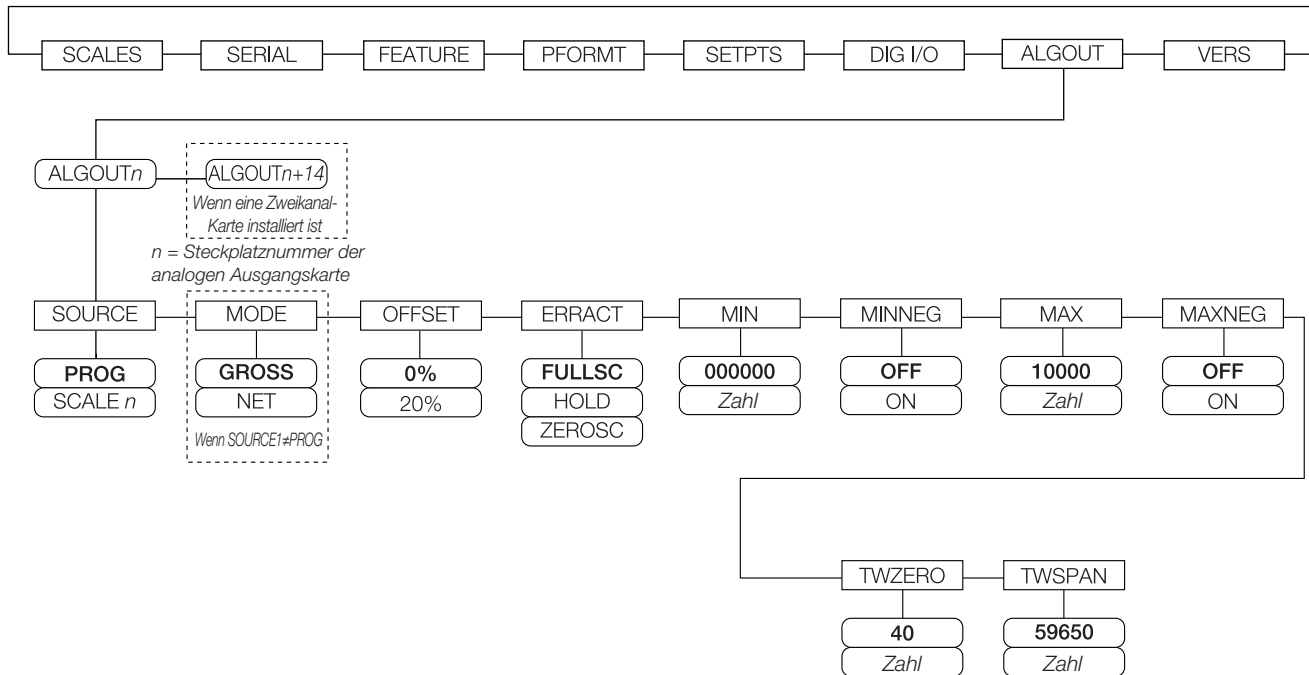 SCALES SERIAL FEATURE PFORMT SETPTS DIG I/O ALGOUT VERS
ALGOUTn ALGOUTn+14
Wenn eine Zweikanal-
Karte installiert ist
n = Steckplatznummer der
analogen Ausgangskarte
SOURCE MODE OFFSET ERRACT MIN MINNEG MAX MAXNEG
PROG GROSS 0% FULLSC 000000 OFF 10000 OFF
SCALE n NET 20% HOLD Zahl ON Zahl ON
Wenn SOURCE1≠PROG ZEROSC
TWZERO TWSPAN
40 59650
Zahl Zahl